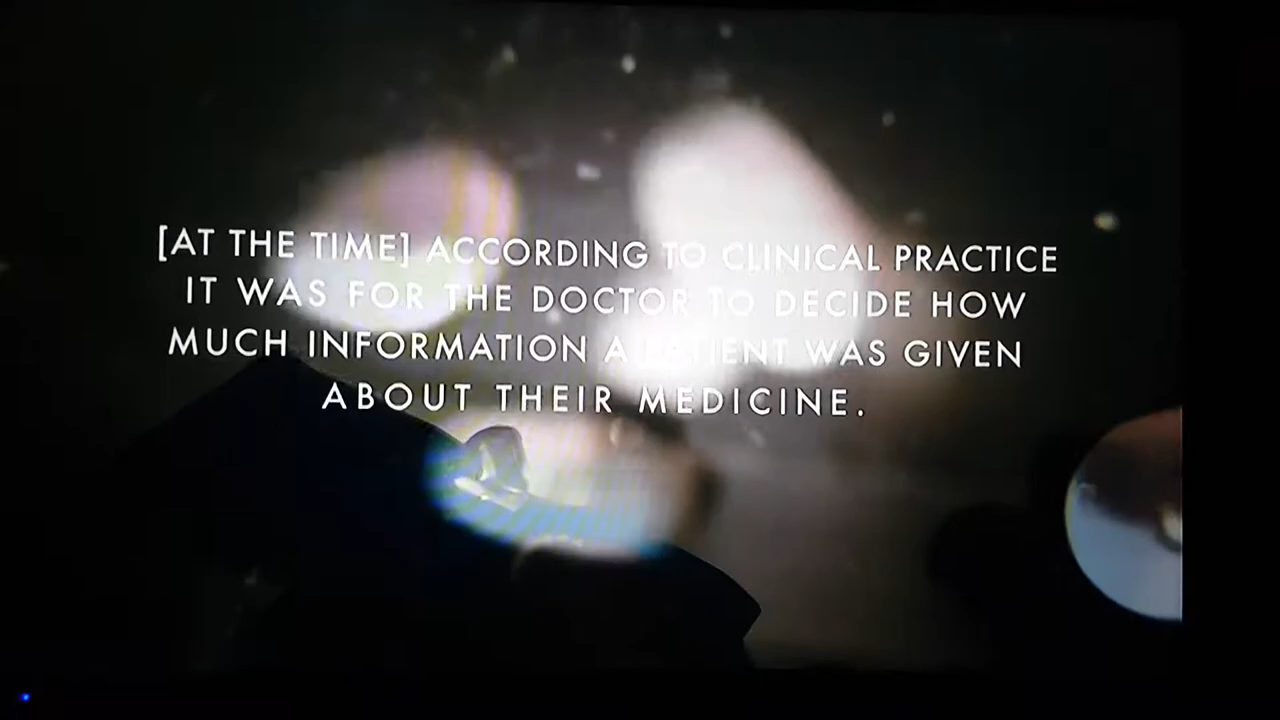 [AT THE TIME] ACCORDING TO CLINICAL PRACTICE
IT WAS FOR THE DOCTOR TO DECIDE HOW
MUCH INFORMATION A PATIENT WAS GIVEN
ABOUT THEIR MEDICINE.